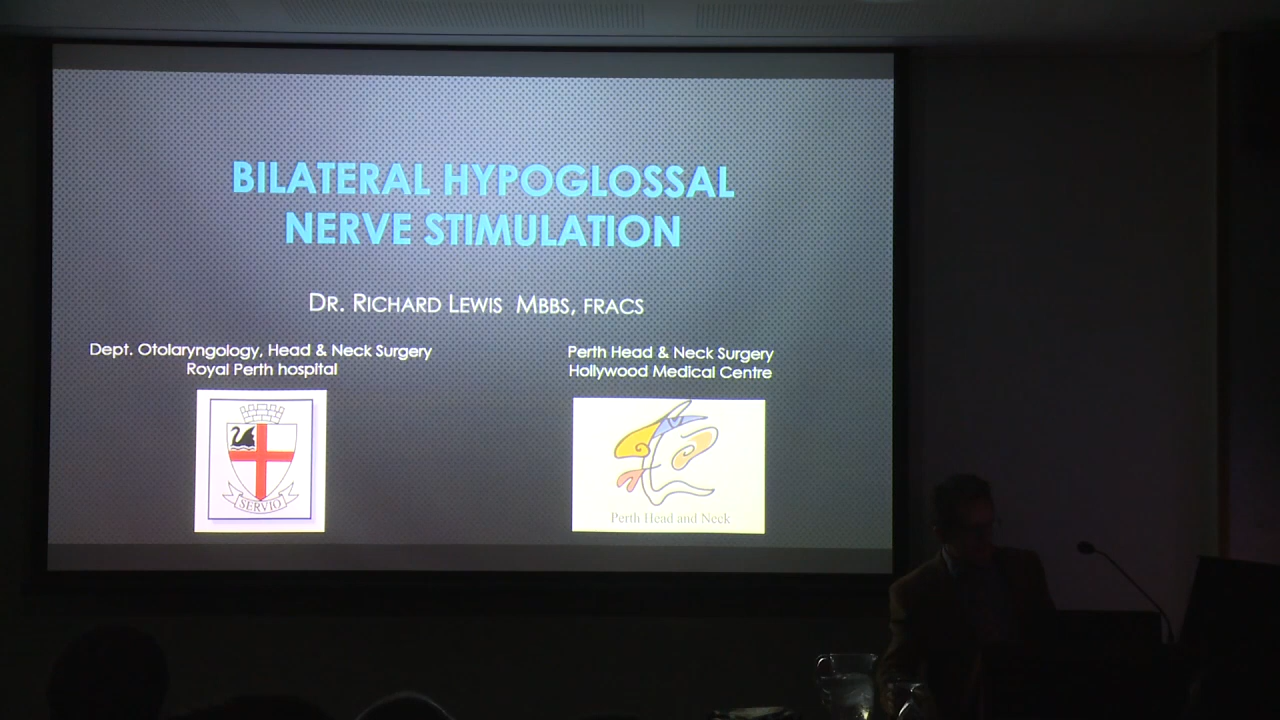 BILATERAL HYPOGLOSSAL
NERVE STIMULATION
DR. RICHARD LEWIS MBBS, FRACS
Dept. Otolaryngology, Head & Neck Surgery
Royal Perth hospital
Perth Head & Neck Surgery
Hollywood Medical Centre
SERVIO
Perth Head and Neck